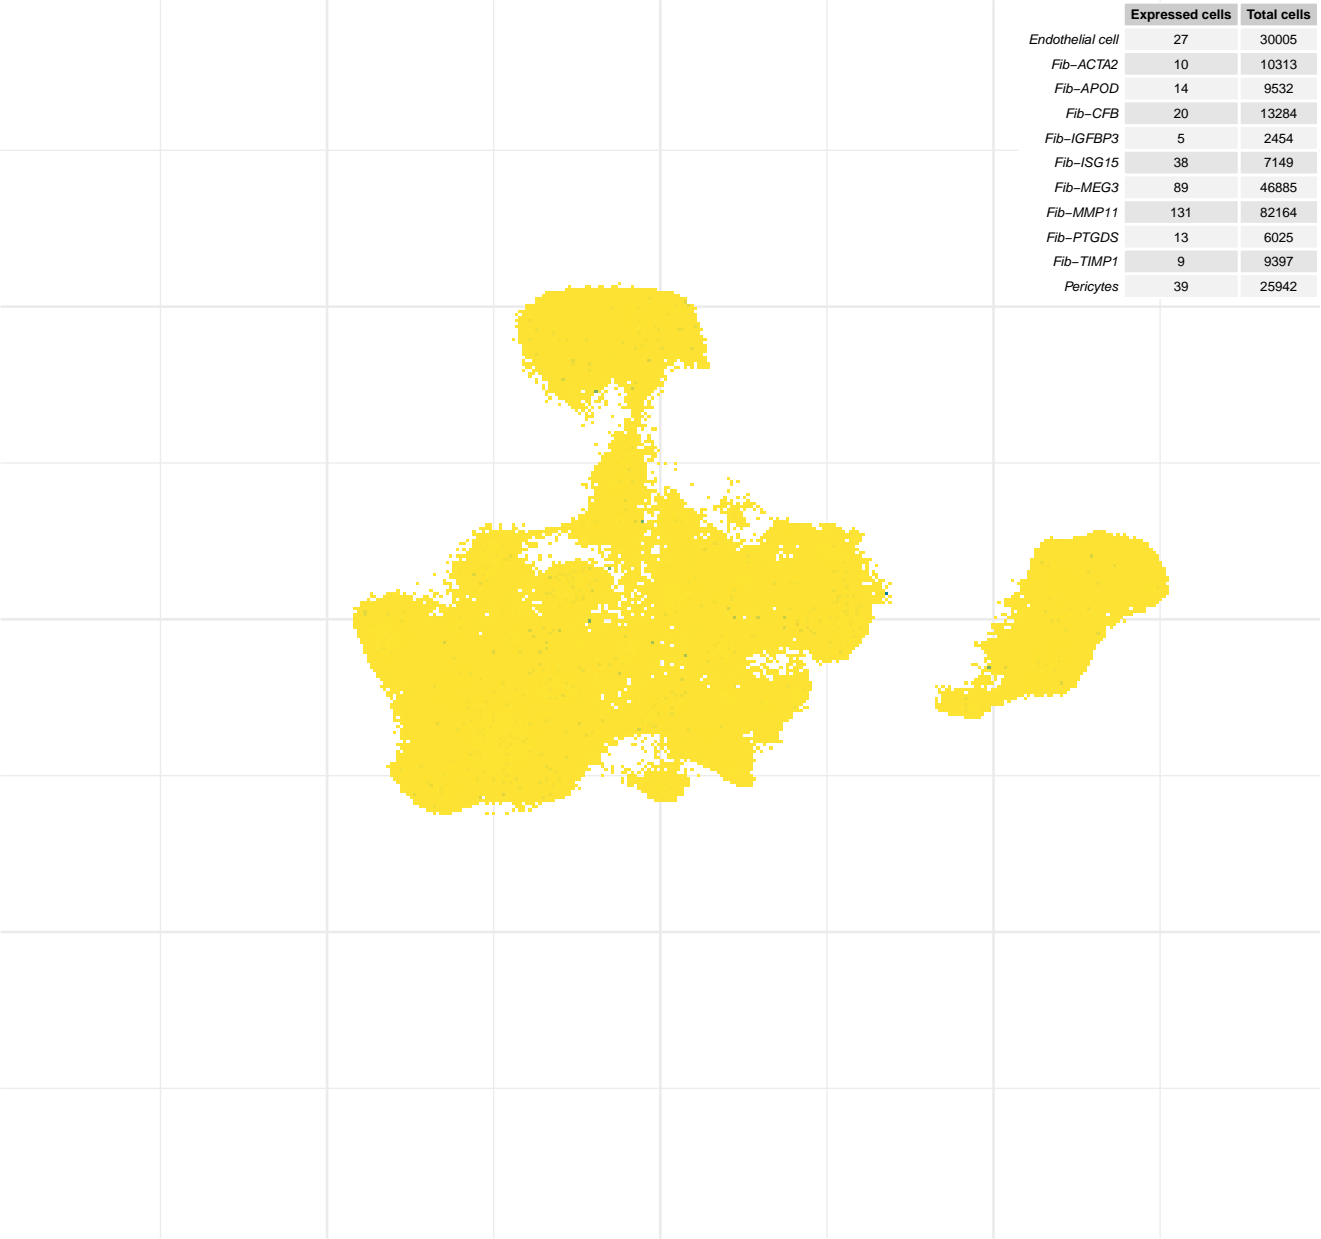 Expressed cells Total cells
Endothelial cell 27 30005
Fib−ACTA2 10 10313
Fib−APOD 14 9532
Fib−CFB 20 13284
Fib−IGFBP3 5 2454
Fib−ISG15 38 7149
Fib−MEG3 89 46885
Fib−MMP11 131 82164
Fib−PTGDS 13 6025
Fib−TIMP1 9 9397
Pericytes 39 25942